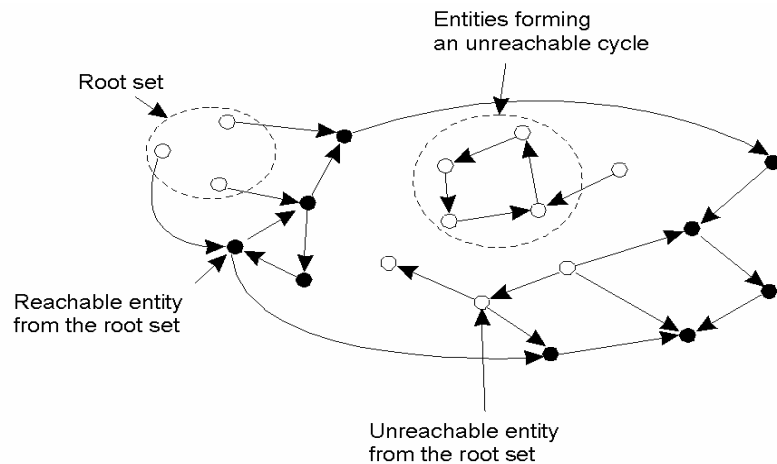 Entities forming
an unreachable cycle
Root set
Reachable entity
from the root set
Unreachable entity
from the root set